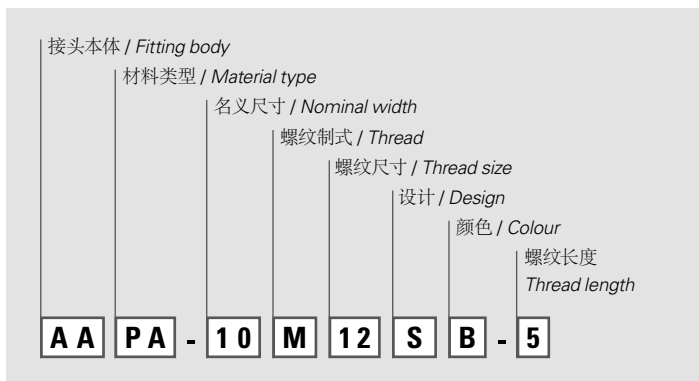 接头本体 / Fitting body
材料类型 / Material type
名义尺寸 / Nominal width
螺纹制式 / Thread
螺纹尺寸 / Thread size
设计 / Design
颜色 / Colour
螺纹长度
Thread length
AA PA - 10 M 12 S B - 5